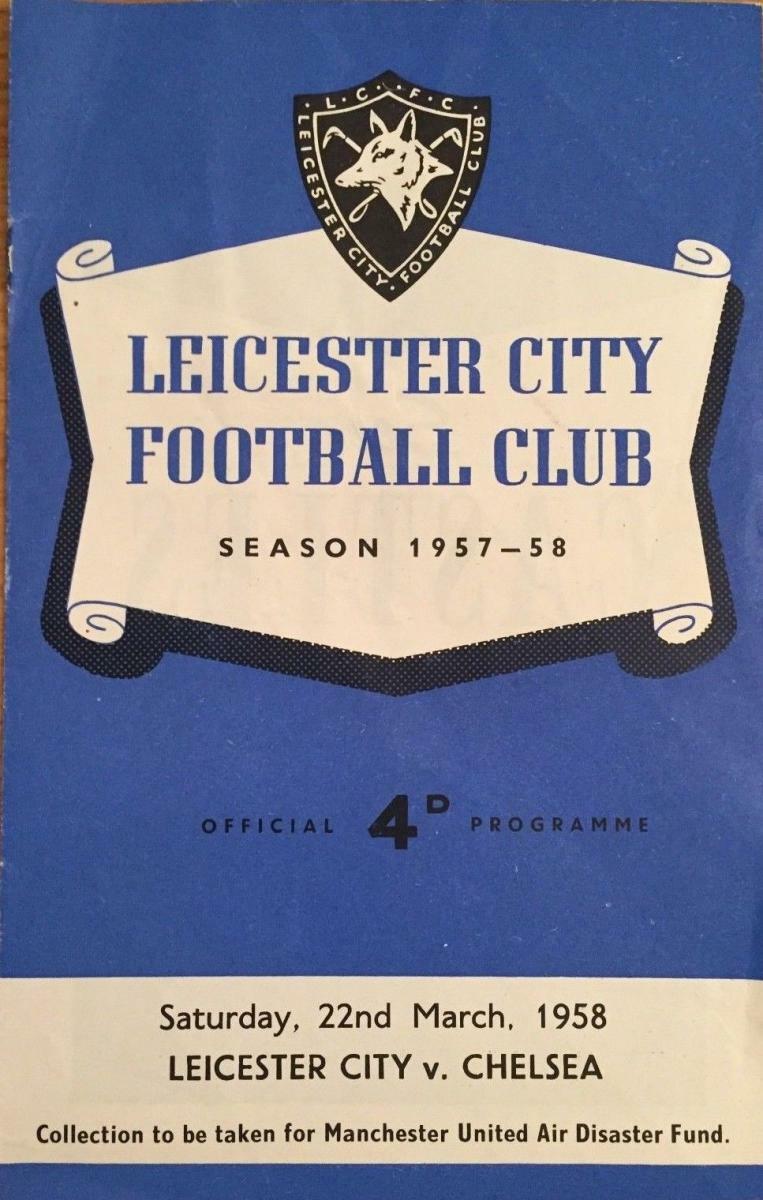 · L · C · F · C ·
LEICESTER CITY · FOOTBALL CLUB
LEICESTER CITY
FOOTBALL CLUB
SEASON 1957–58
OFFICIAL 4D PROGRAMME
Saturday, 22nd March, 1958
LEICESTER CITY v. CHELSEA
Collection to be taken for Manchester United Air Disaster Fund.